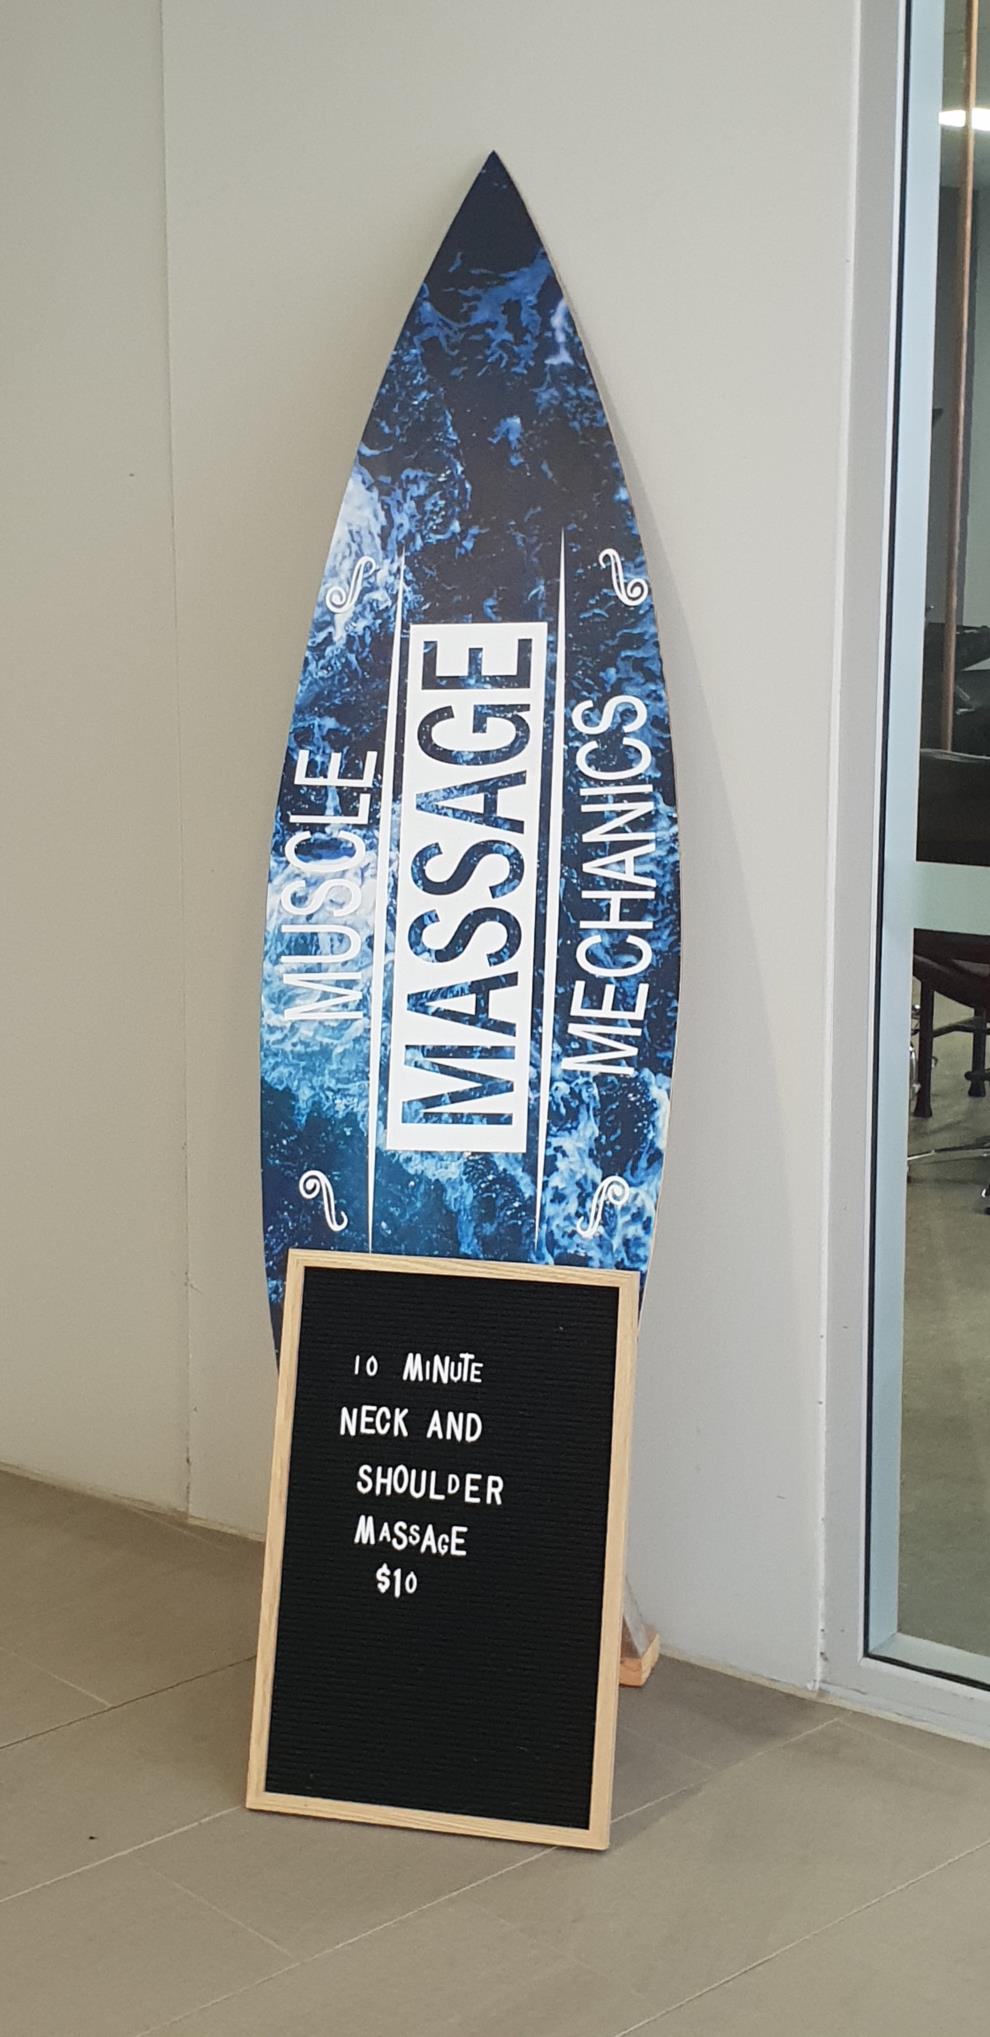 MUSCLE
MASSAGE
MECHANICS
10 MiNUTE
NECK AND
SHOULDER
MASSAGE
$10